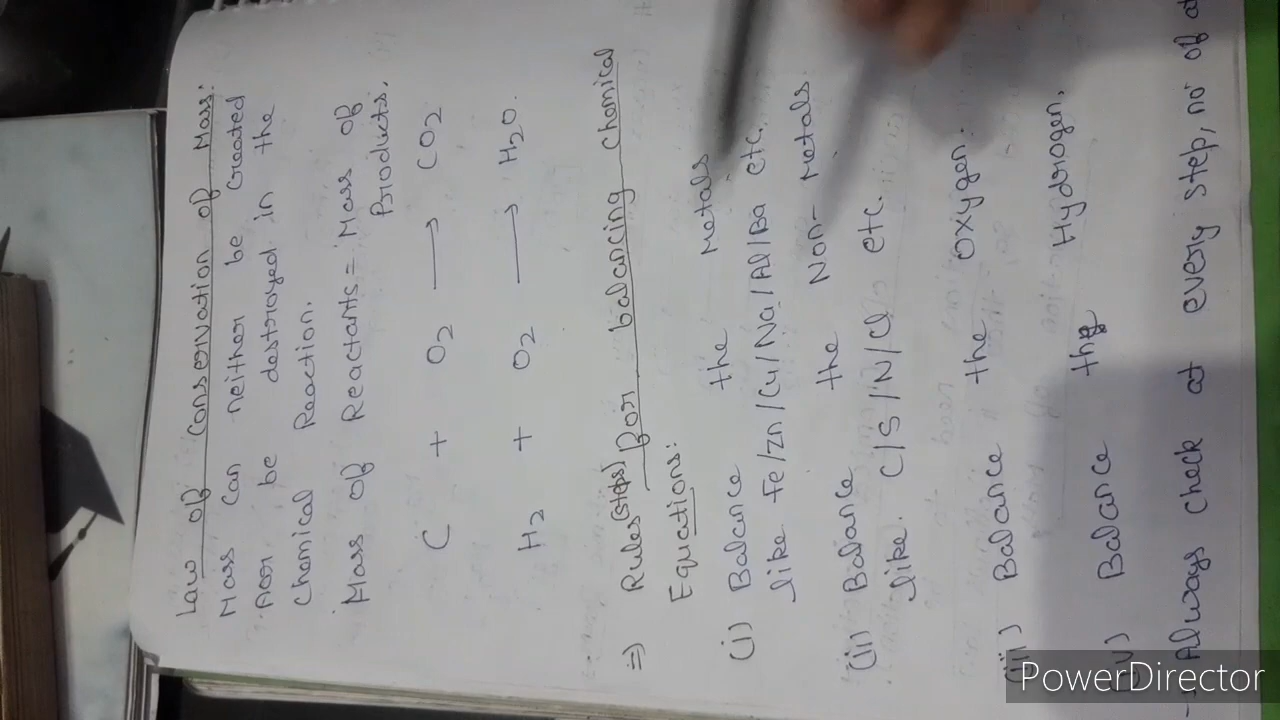 Law of Conservation of Mass:
Mass can neither be created
nor be destroyed in the
Chemical Reaction.
Mass of Reactants = Mass of
Products.
C + O2 → CO2
H2 + O2 → H2O.
⇒ Rules (steps) for balancing chemical
Equations:
(i) Balance the Metals
like Fe/Zn/Cu/Na/Al/Ba etc.
(ii) Balance the Non-Metals.
like. C/S/N/Cl etc.
(iii) Balance the Oxygen.
(iv) Balance the Hydrogen.
- Always check at every step, no of
PowerDirector